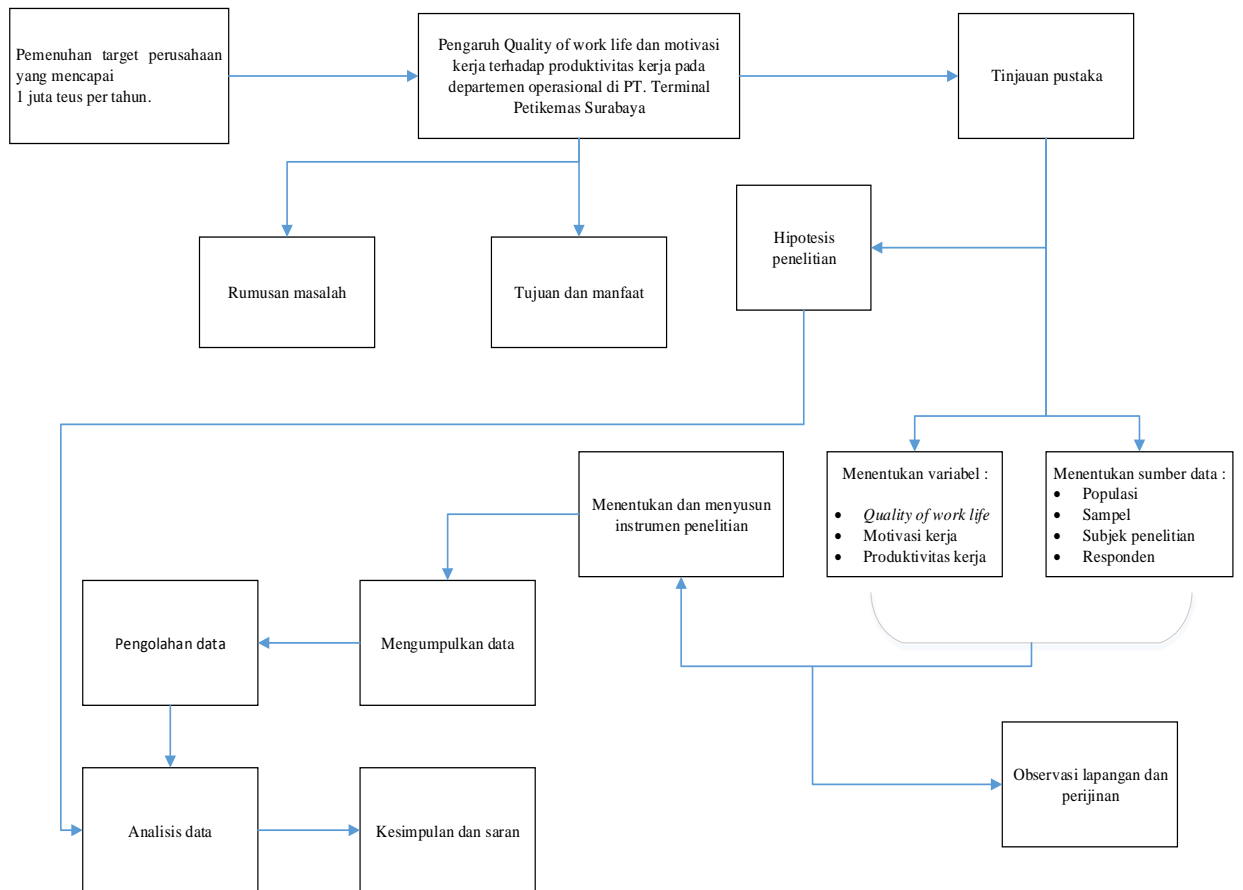 Pemenuhan target perusahaan
yang mencapai
1 juta teus per tahun.
Pengaruh Quality of work life dan motivasi
kerja terhadap produktivitas kerja pada
departemen operasional di PT. Terminal
Petikemas Surabaya
Tinjauan pustaka
Rumusan masalah
Tujuan dan manfaat
Hipotesis
penelitian
Menentukan dan menyusun
instrumen penelitian
Menentukan variabel :
• Quality of work life
• Motivasi kerja
• Produktivitas kerja
Menentukan sumber data :
• Populasi
• Sampel
• Subjek penelitian
• Responden
Pengolahan data
Mengumpulkan data
Observasi lapangan dan
perijinan
Analisis data
Kesimpulan dan saran